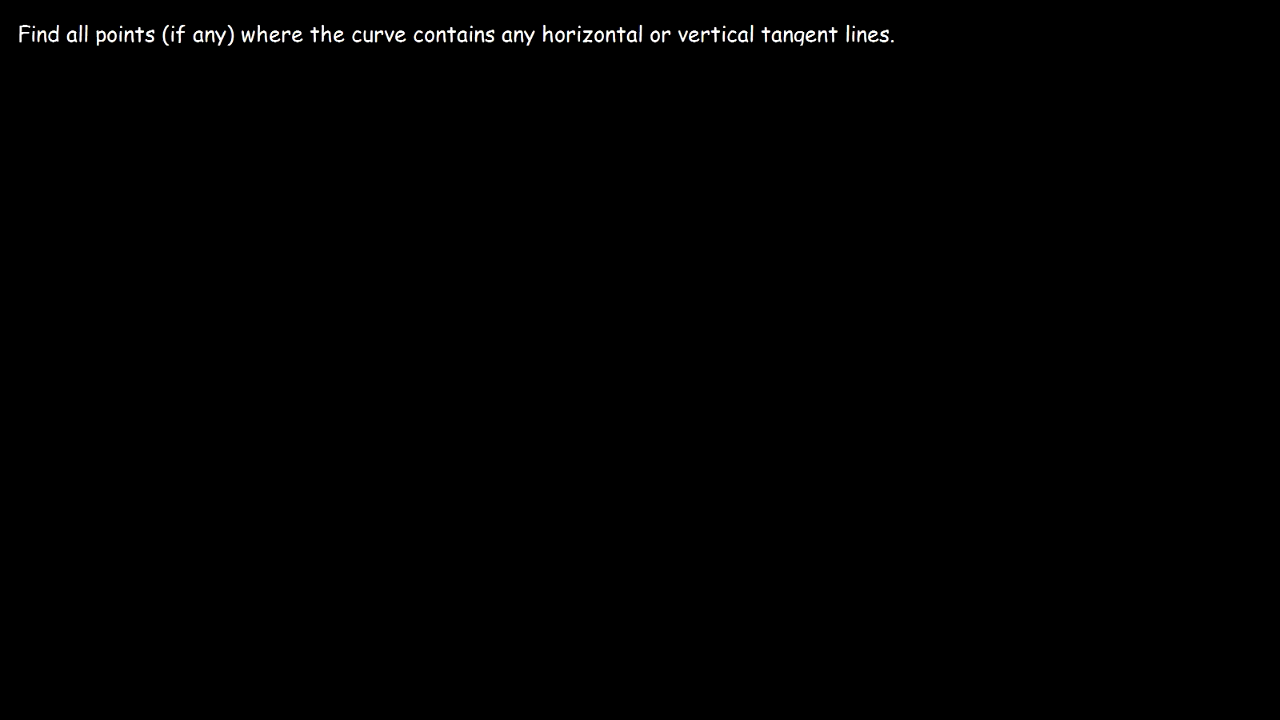 Find all points (if any) where the curve contains any horizontal or vertical tangent lines.